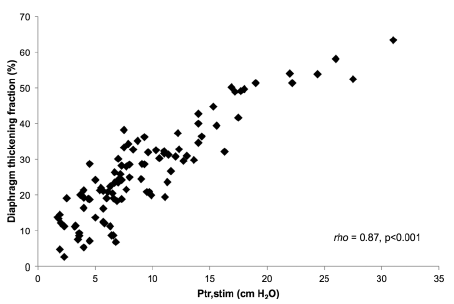 70
60
50
40
30
20
10
0
Diaphragm thickening fraction (%)
rho = 0.87, p<0.001
0 5 10 15 20 25 30 35
Ptr,stim (cm H₂O)